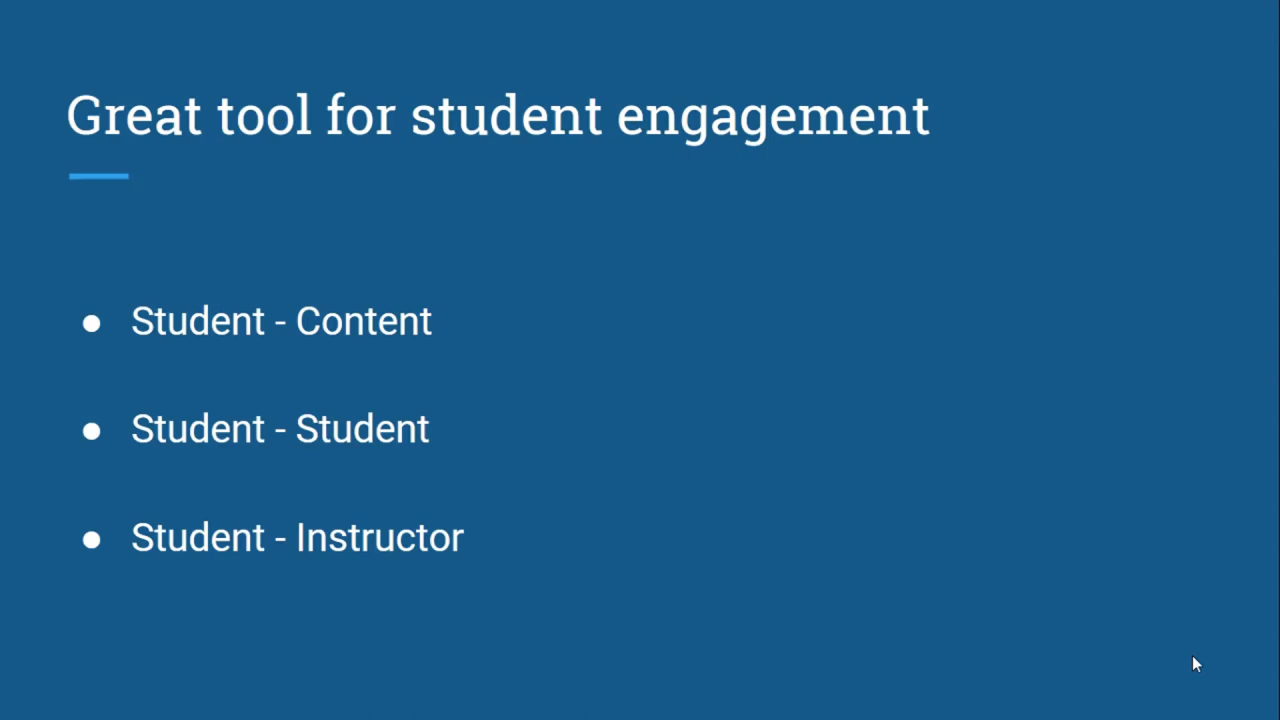 Great tool for student engagement
● Student - Content
● Student - Student
● Student - Instructor